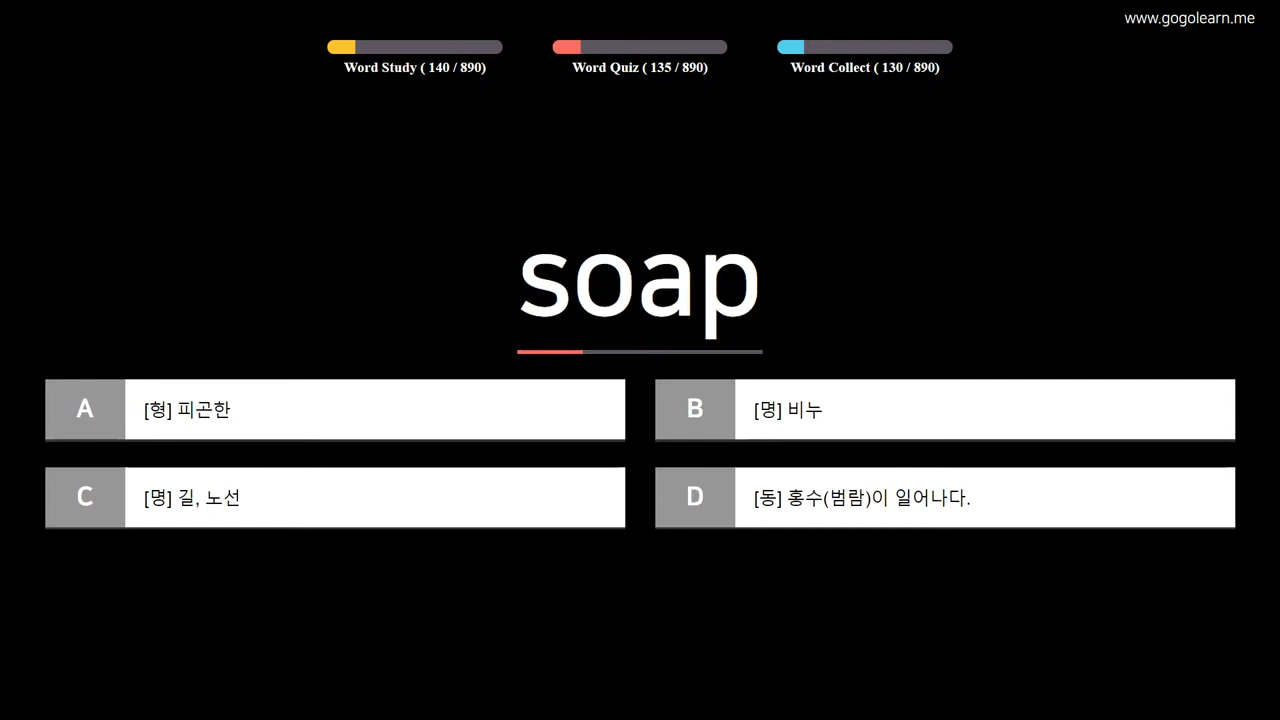 www.gogolearn.me
Word Study ( 140 / 890)
Word Quiz ( 135 / 890)
Word Collect ( 130 / 890)
soap
A [형] 피곤한
B [명] 비누
C [명] 길, 노선
D [동] 홍수(범람)이 일어나다.